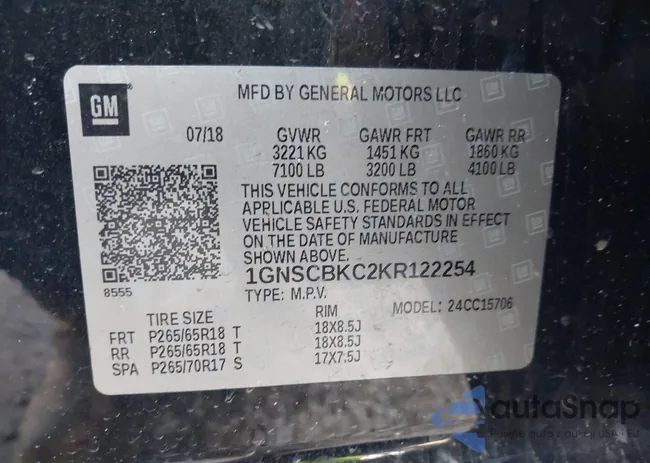 GM
MFD BY GENERAL MOTORS LLC
07/18 GVWR GAWR FRT GAWR RR
3221 KG 1451 KG 1860 KG
7100 LB 3200 LB 4100 LB
THIS VEHICLE CONFORMS TO ALL
APPLICABLE U.S. FEDERAL MOTOR
VEHICLE SAFETY STANDARDS IN EFFECT
ON THE DATE OF MANUFACTURE
SHOWN ABOVE.
1GNSCBKC2KR122254
8555
TYPE: M.P.V. MODEL: 24CC15706
TIRE SIZE RIM
FRT P265/65R18 T 18X8.5J
RR P265/65R18 T 18X8.5J
SPA P265/70R17 S 17X7.5J
autoSnap